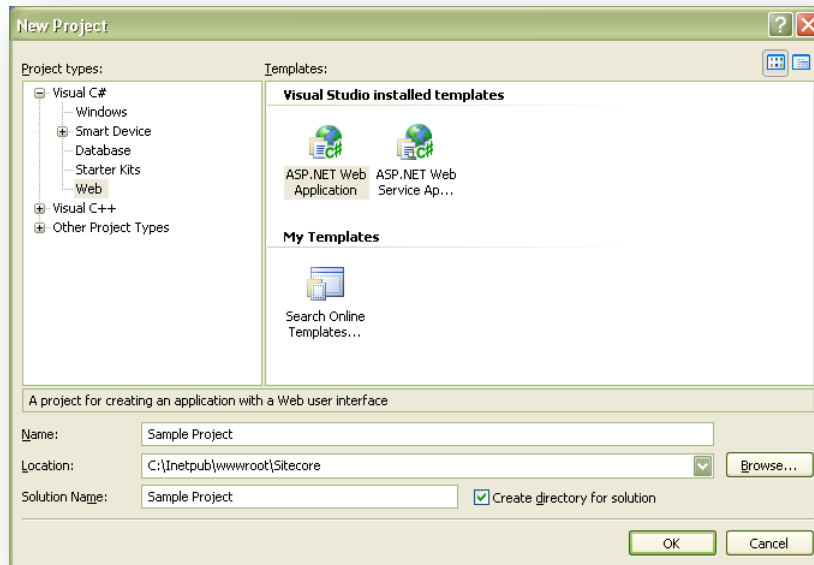 New Project
Project types:
Templates:
Visual C#
Windows
Smart Device
Database
Starter Kits
Web
Visual C++
Other Project Types
Visual Studio installed templates
ASP.NET Web Application
ASP.NET Web Service Ap...
My Templates
Search Online Templates...
A project for creating an application with a Web user interface
Name:
Sample Project
Location:
C:\Inetpub\wwwroot\Sitecore
Browse...
Solution Name:
Sample Project
Create directory for solution
OK
Cancel